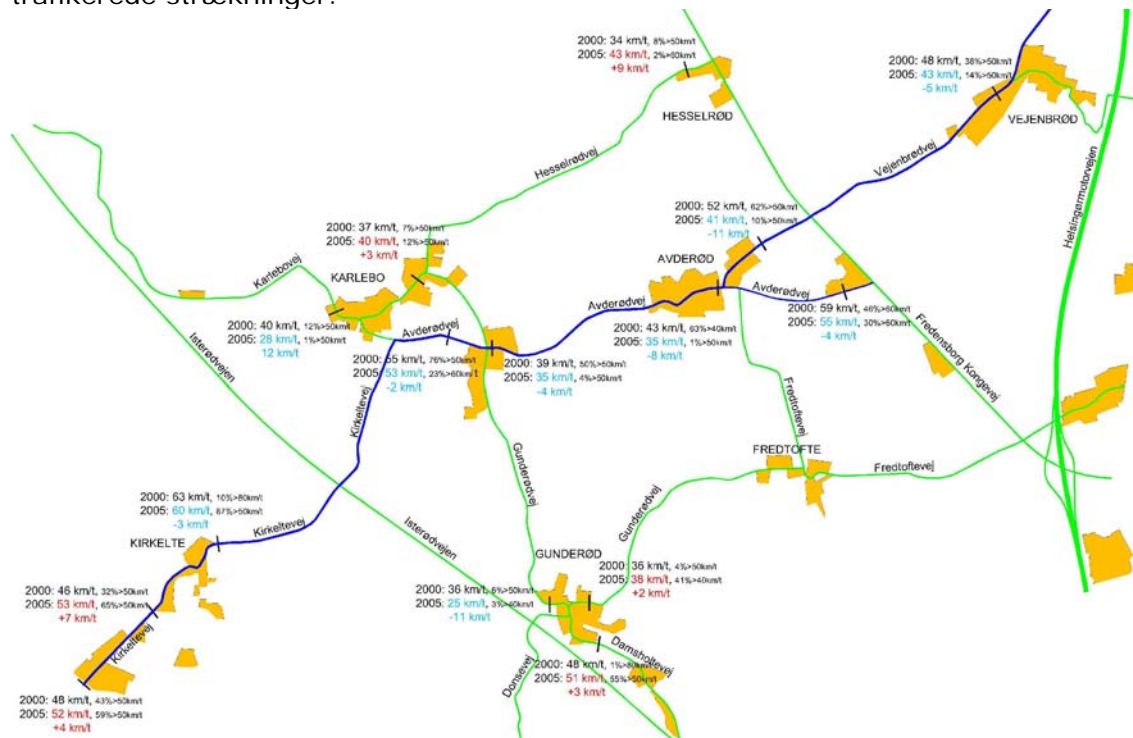 trafikerede strækninger.
2000: 34 km/t, 8%>50km/t
2005: 43 km/t, 2%>60km/t
+9 km/t
HESSELRØD
2000: 48 km/t, 38%>50km/t
2005: 43 km/t, 14%>50km/t
-5 km/t
VEJENBRØD
Hesselrødvej
Vejenbrødvej
Helsingørmotorvejen
2000: 52 km/t, 62%>50km/t
2005: 41 km/t, 10%>50km/t
-11 km/t
2000: 37 km/t, 7%>50km/t
2005: 40 km/t, 12%>50km/t
+3 km/t
KARLEBO
Karlebovej
AVDERØD
Avderødvej
Avderødvej
Avderødvej
2000: 59 km/t, 46%>60km/t
2005: 55 km/t, 30%>60km/t
-4 km/t
2000: 40 km/t, 12%>50km/t
2005: 28 km/t, 1%>50km/t
12 km/t
2000: 43 km/t, 63%>40km/t
2005: 35 km/t, 1%>50km/t
-8 km/t
2000: 55 km/t, 76%>50km/t
2005: 53 km/t, 23%>60km/t
-2 km/t
2000: 39 km/t, 50%>50km/t
2005: 35 km/t, 4%>50km/t
-4 km/t
Isterødvejen
Fredensborg Kongevej
Kirkeltevej
Fredtoftevej
Gunderødvej
FREDTOFTE
Fredtoftevej
2000: 63 km/t, 10%>80km/t
2005: 60 km/t, 87%>50km/t
-3 km/t
Kirkeltevej
KIRKELTE
Isterødvejen
Gunderødvej
GUNDERØD
2000: 36 km/t, 4%>50km/t
2005: 38 km/t, 41%>40km/t
+2 km/t
2000: 46 km/t, 32%>50km/t
2005: 53 km/t, 65%>50km/t
+7 km/t
2000: 36 km/t, 6%>50km/t
2005: 25 km/t, 3%>40km/t
-11 km/t
Kirkeltevej
Donsevej
Damsholtevej
2000: 48 km/t, 1%>80km/t
2005: 51 km/t, 55%>50km/t
+3 km/t
2000: 48 km/t, 43%>50km/t
2005: 52 km/t, 59%>50km/t
+4 km/t